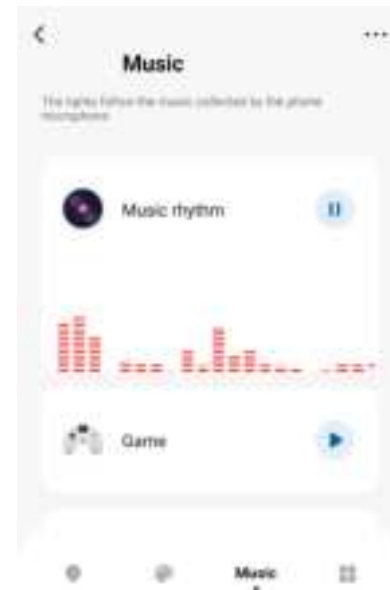 Music
The lights follow the music collected by the phone
microphone
Music rhythm
Game
Music